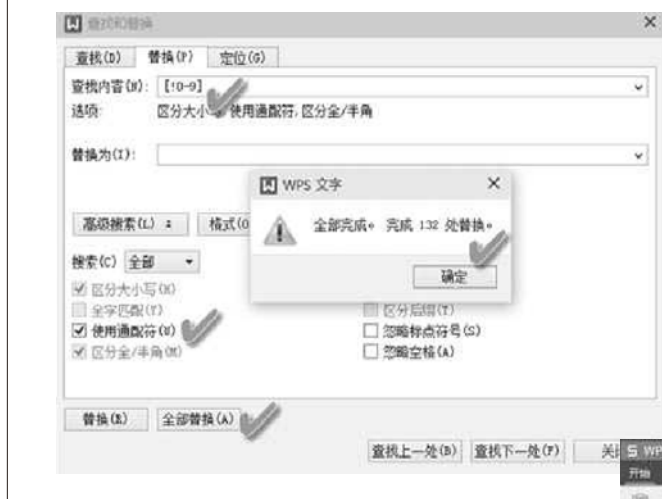 查找和替换
查找(D) 替换(P) 定位(G)
查找内容(N): [!0-9]
选项: 区分大小 使用通配符, 区分全/半角
替换为(I):
WPS 文字
全部完成。 完成 132 处替换。
确定
高级搜索(L) 格式(O
搜索(C) 全部
区分大小写(H)
全字匹配(Y) 区分后缀(T)
使用通配符(U) 忽略标点符号(S)
区分全/半角(M) 忽略空格(A)
替换(R) 全部替换(A)
查找上一处(B) 查找下一处(F) 关闭
S WP
开始